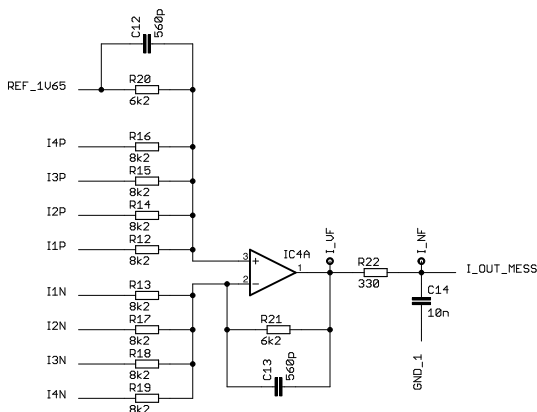 C12
560p
REF_1V65
R20
6k2
I4P
R16
8k2
I3P
R15
8k2
I2P
R14
8k2
I1P
R12
8k2
3
+
IC4A
1
2
−
I_VF
R22
330
I_NF
I_OUT_MESS
C14
10n
GND_1
I1N
R13
8k2
I2N
R17
8k2
I3N
R18
8k2
I4N
R19
8k2
R21
6k2
C13
560p